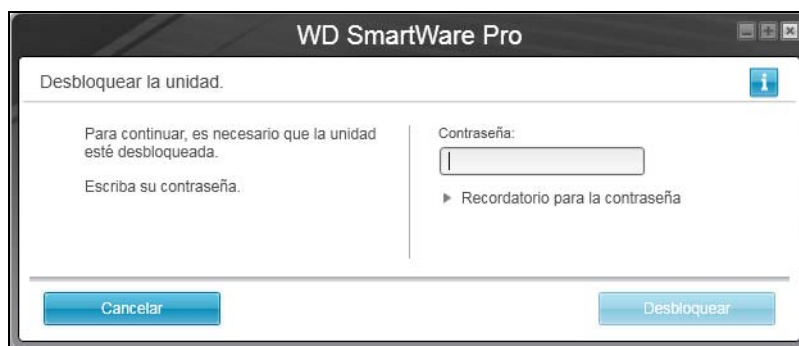 WD SmartWare Pro
Desbloquear la unidad.
Para continuar, es necesario que la unidad
esté desbloqueada.
Escriba su contraseña.
Contraseña:
Recordatorio para la contraseña
Cancelar
Desbloquear